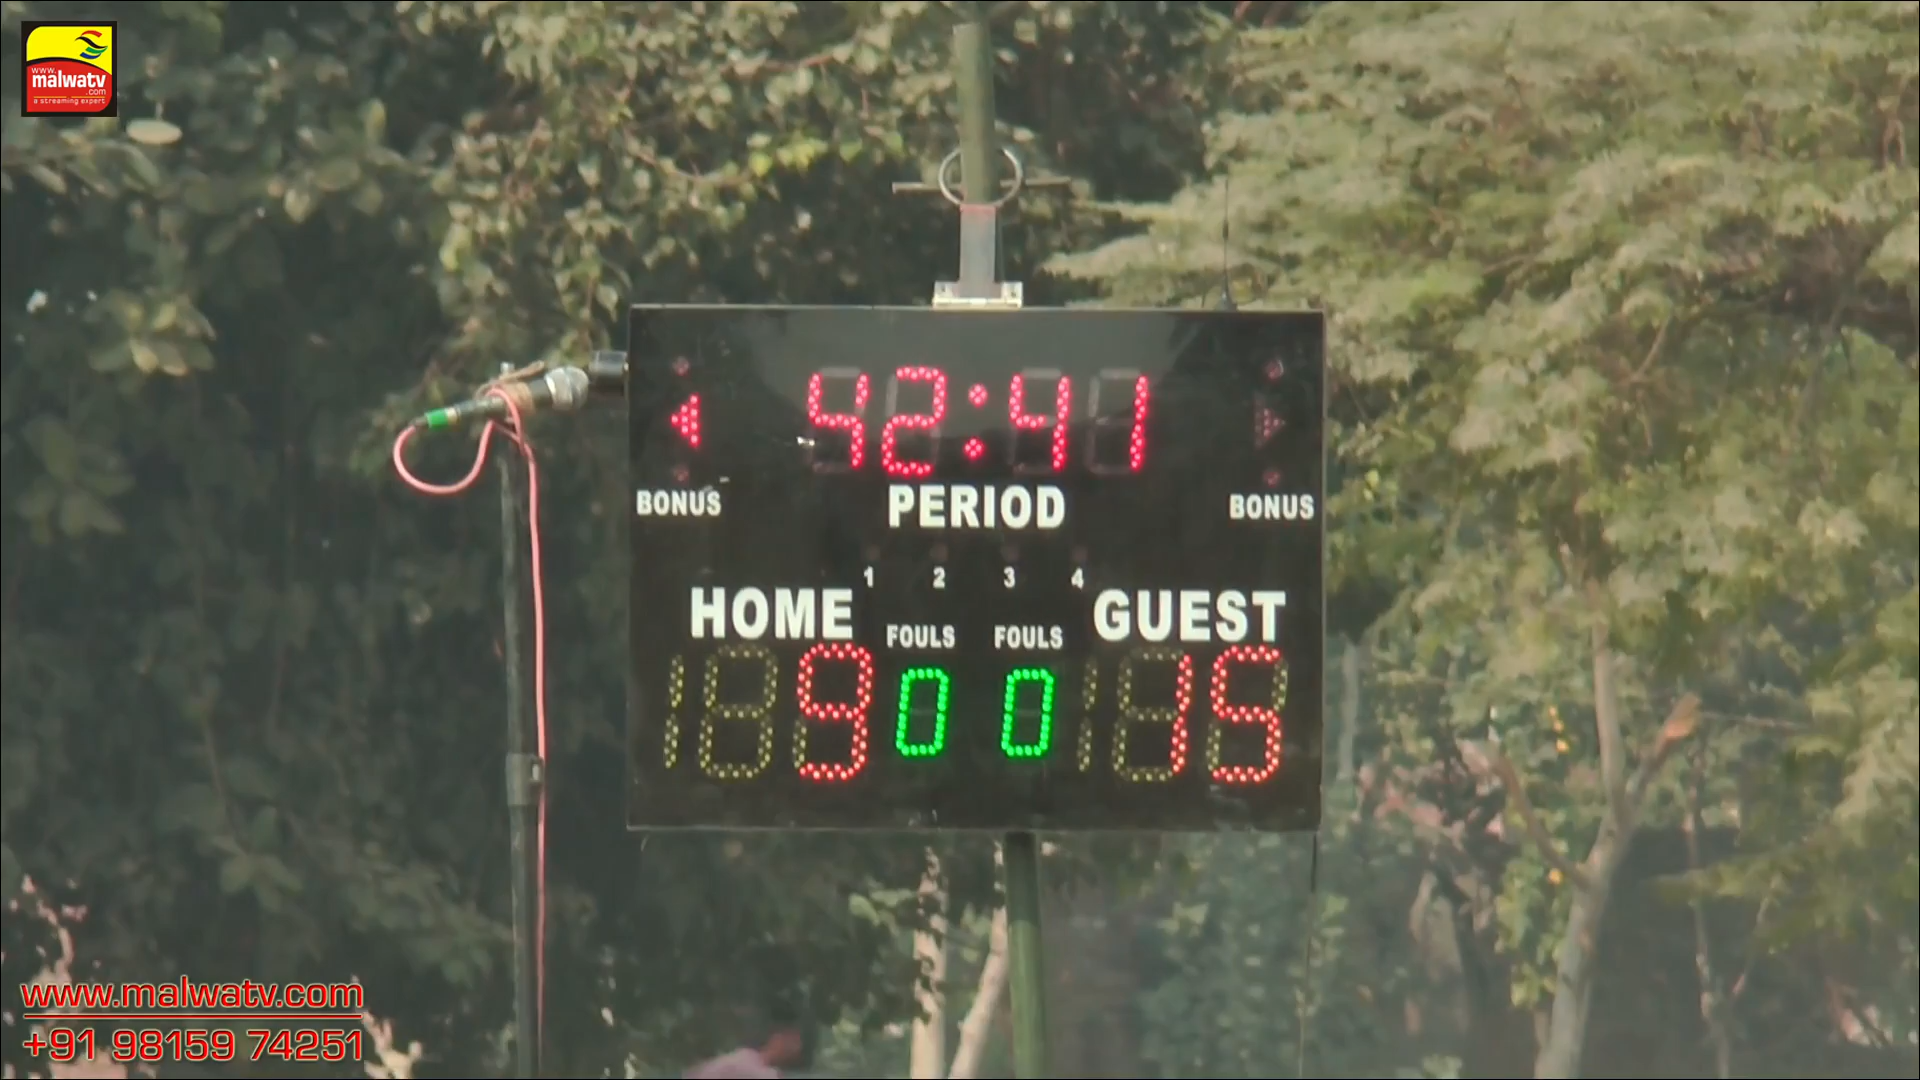 www.
malwatv
.com
a streaming expert
42:41
BONUS PERIOD BONUS
1 2 3 4
HOME FOULS FOULS GUEST
9 0 0 15
www.malwatv.com
+91 98159 74251